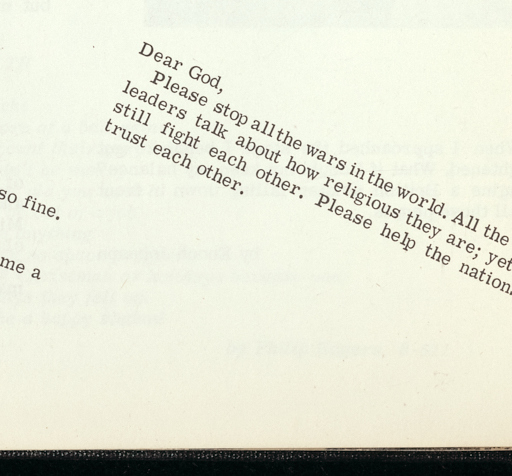 Dear God,
Please stop all the wars in the world. All the
leaders talk about how religious they are; yet
still fight each other. Please help the nation
trust each other.
so fine.
me a